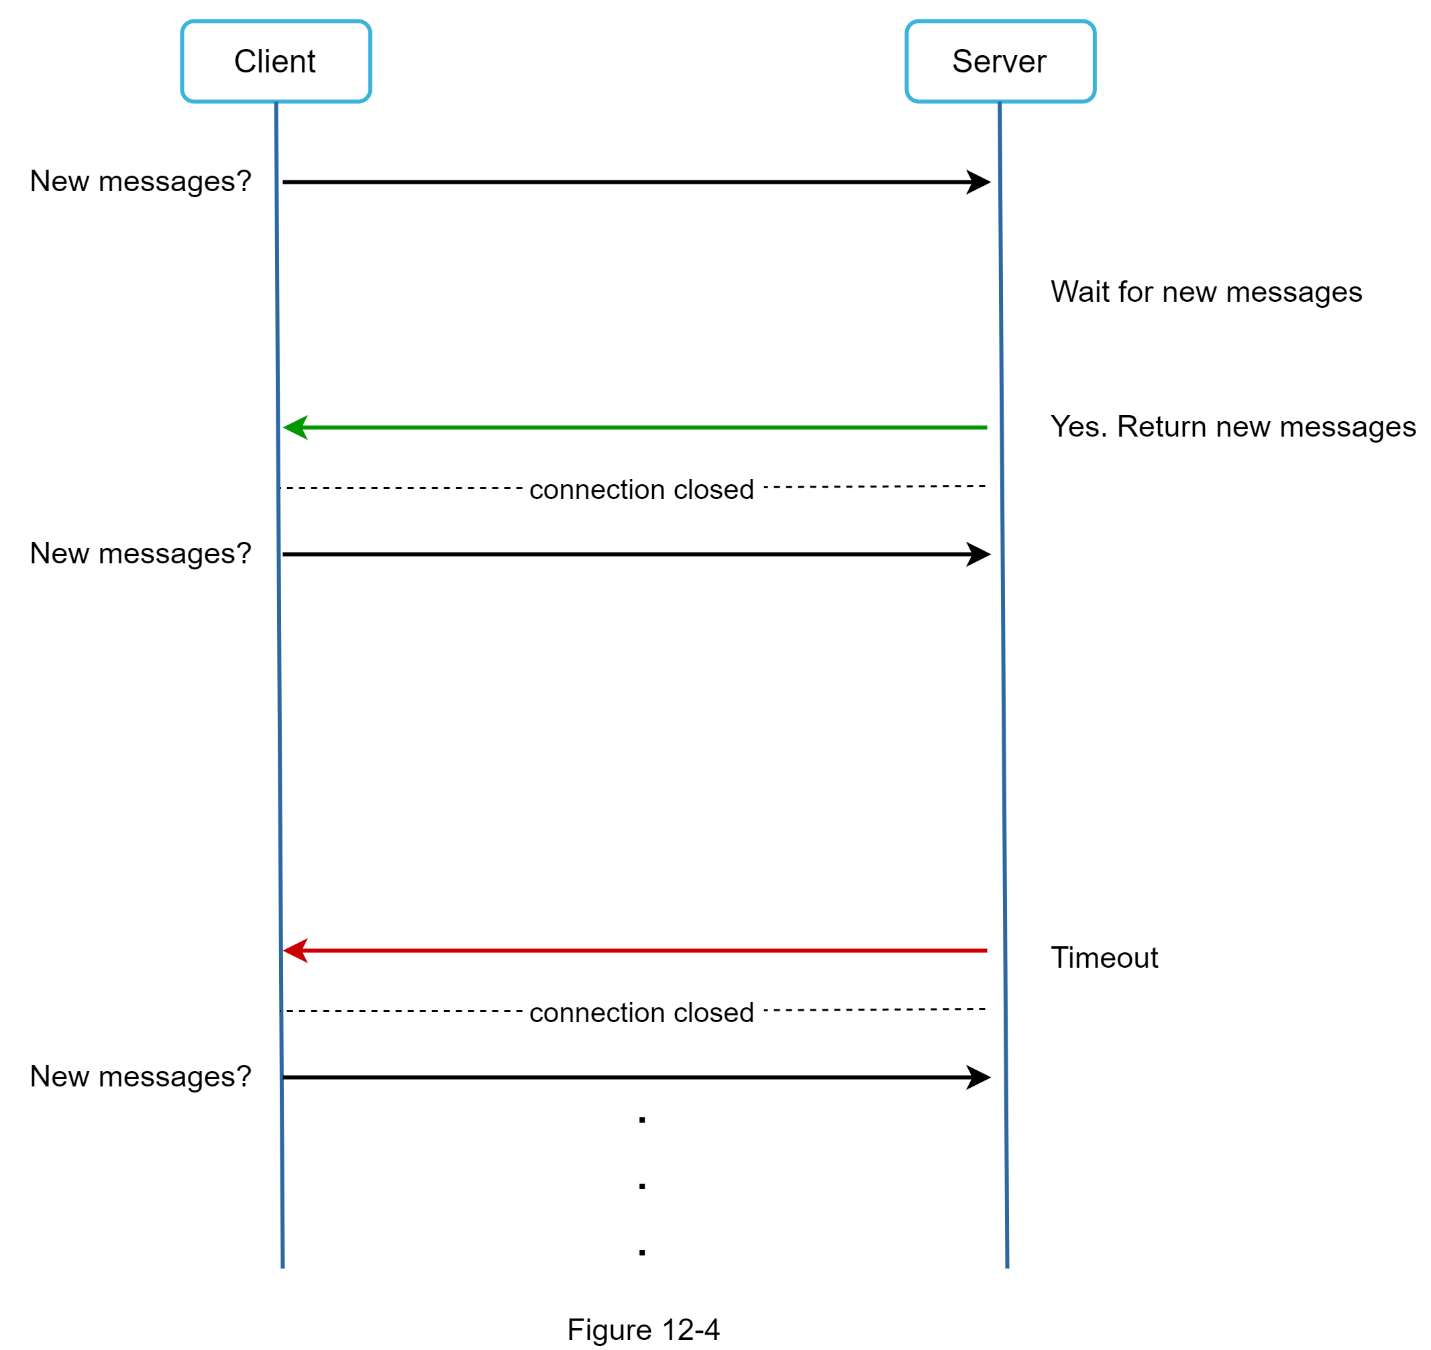 Client
Server
New messages?
Wait for new messages
Yes. Return new messages
connection closed
New messages?
Timeout
connection closed
New messages?
Figure 12-4